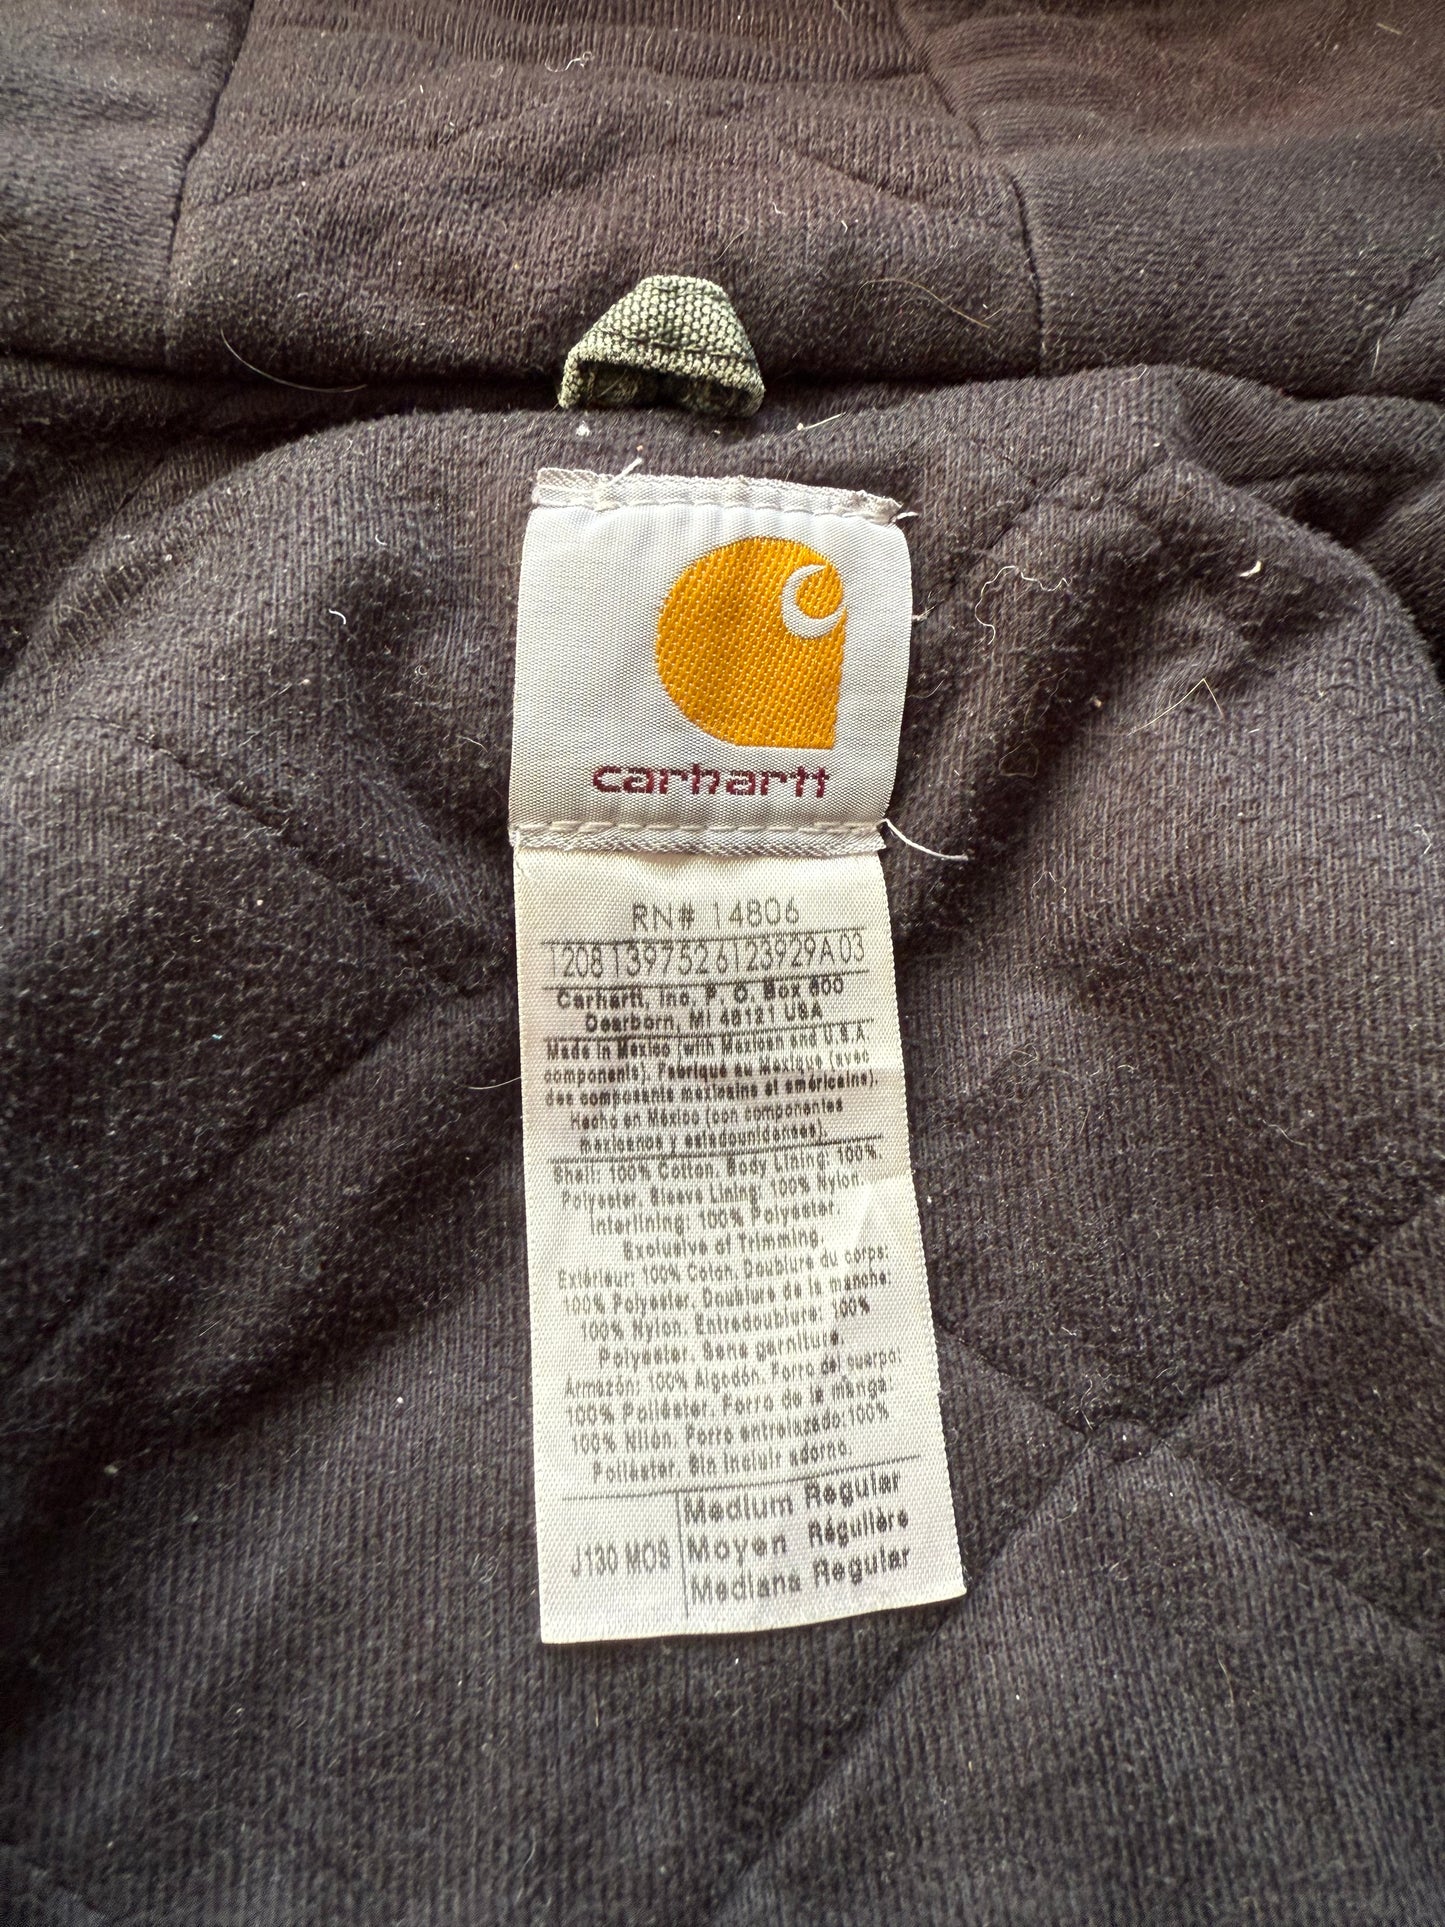 carhartt
RN# 14806
1208139752612 3929A03
Carhartt, Inc, P. O. Box 600
Dearborn, MI 48121 USA
Made in Mexico (with Mexican and U.S.A.
components). Fabriqué au Mexique (avec
des composants mexicains et américains).
Hecho en México (con componentes
mexicanos y estadounidenses).
Shell: 100% Cotton. Body Lining: 100%
Polyester. Sleeve Lining: 100% Nylon.
Interlining: 100% Polyester.
Exclusive of Trimming.
Extérieur: 100% Coton. Doublure du corps:
100% Polyester. Doublure de la manche:
100% Nylon. Entredoublure: 100%
Polyester. Sans garniture.
Armazón: 100% Algodón. Forro del cuerpo:
100% Poliéster. Forro de la manga
100% Nilón. Forro entrelazado:100%
Poliéster. Sin incluir adorno.
J130 MOS
Medium Regular
Moyen Régulière
Mediana Regular